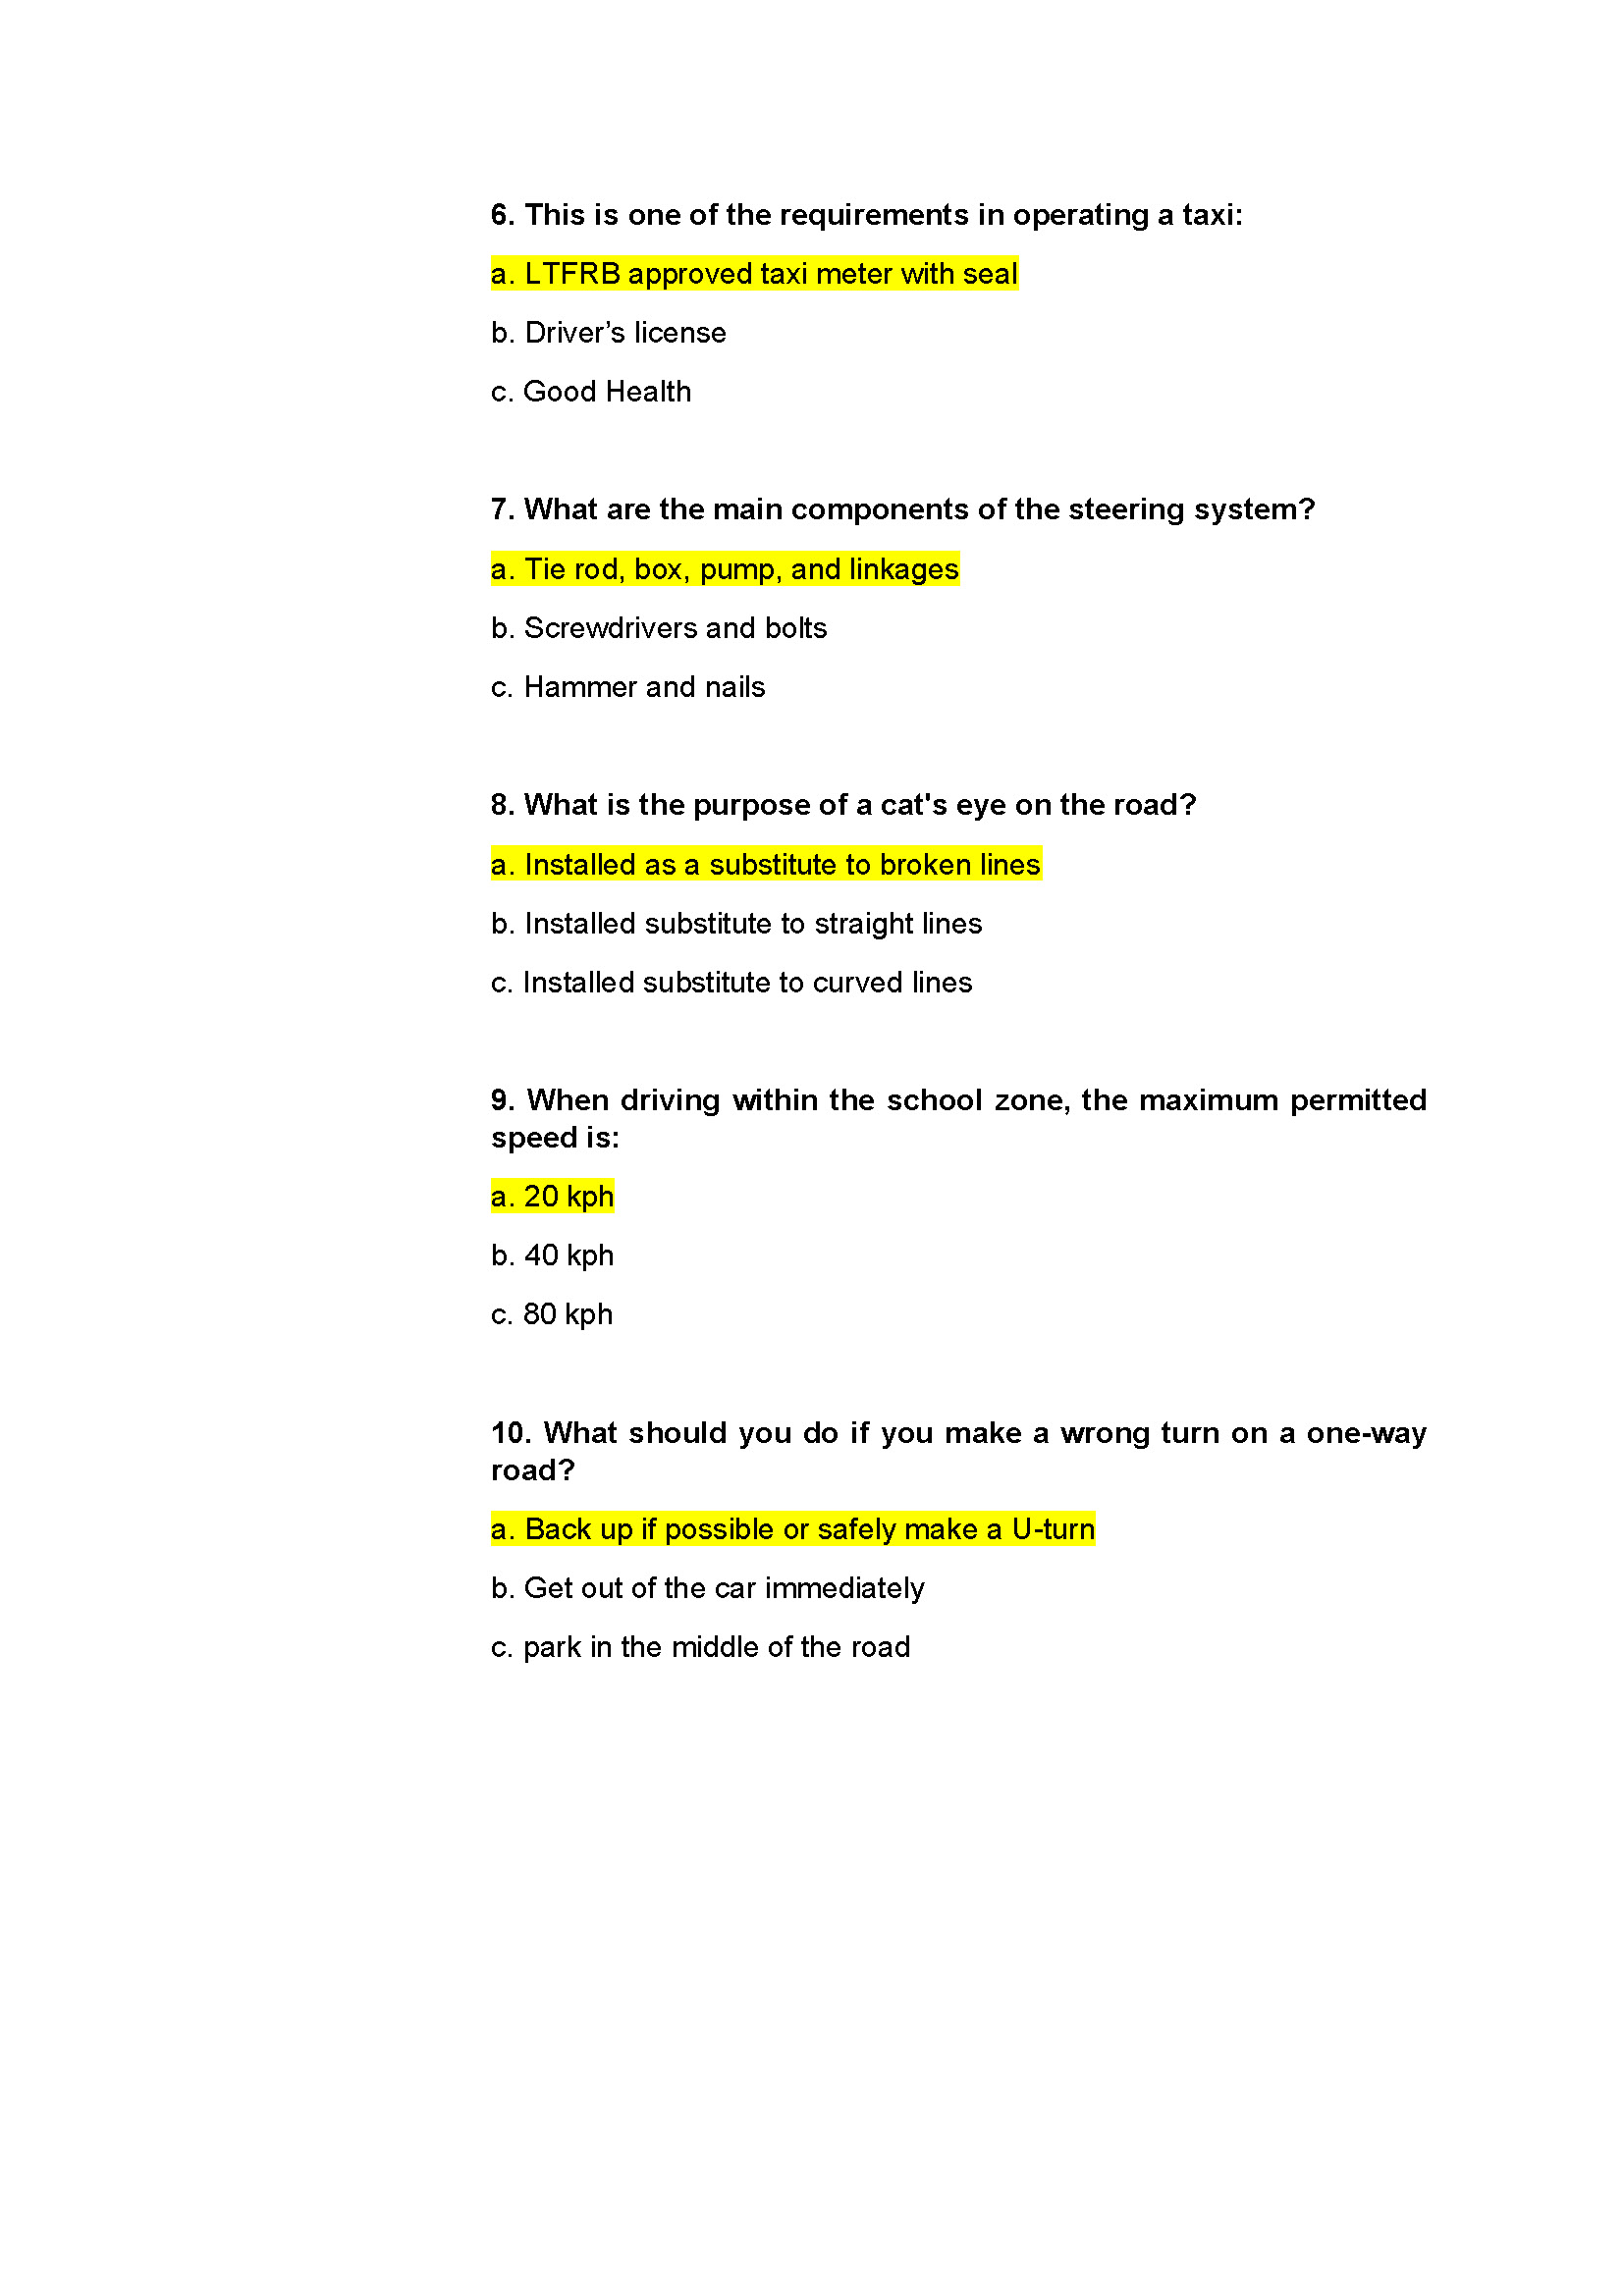 6. This is one of the requirements in operating a taxi:
a. LTFRB approved taxi meter with seal
b. Driver’s license
c. Good Health
7. What are the main components of the steering system?
a. Tie rod, box, pump, and linkages
b. Screwdrivers and bolts
c. Hammer and nails
8. What is the purpose of a cat's eye on the road?
a. Installed as a substitute to broken lines
b. Installed substitute to straight lines
c. Installed substitute to curved lines
9. When driving within the school zone, the maximum permitted
speed is:
a. 20 kph
b. 40 kph
c. 80 kph
10. What should you do if you make a wrong turn on a one-way
road?
a. Back up if possible or safely make a U-turn
b. Get out of the car immediately
c. park in the middle of the road